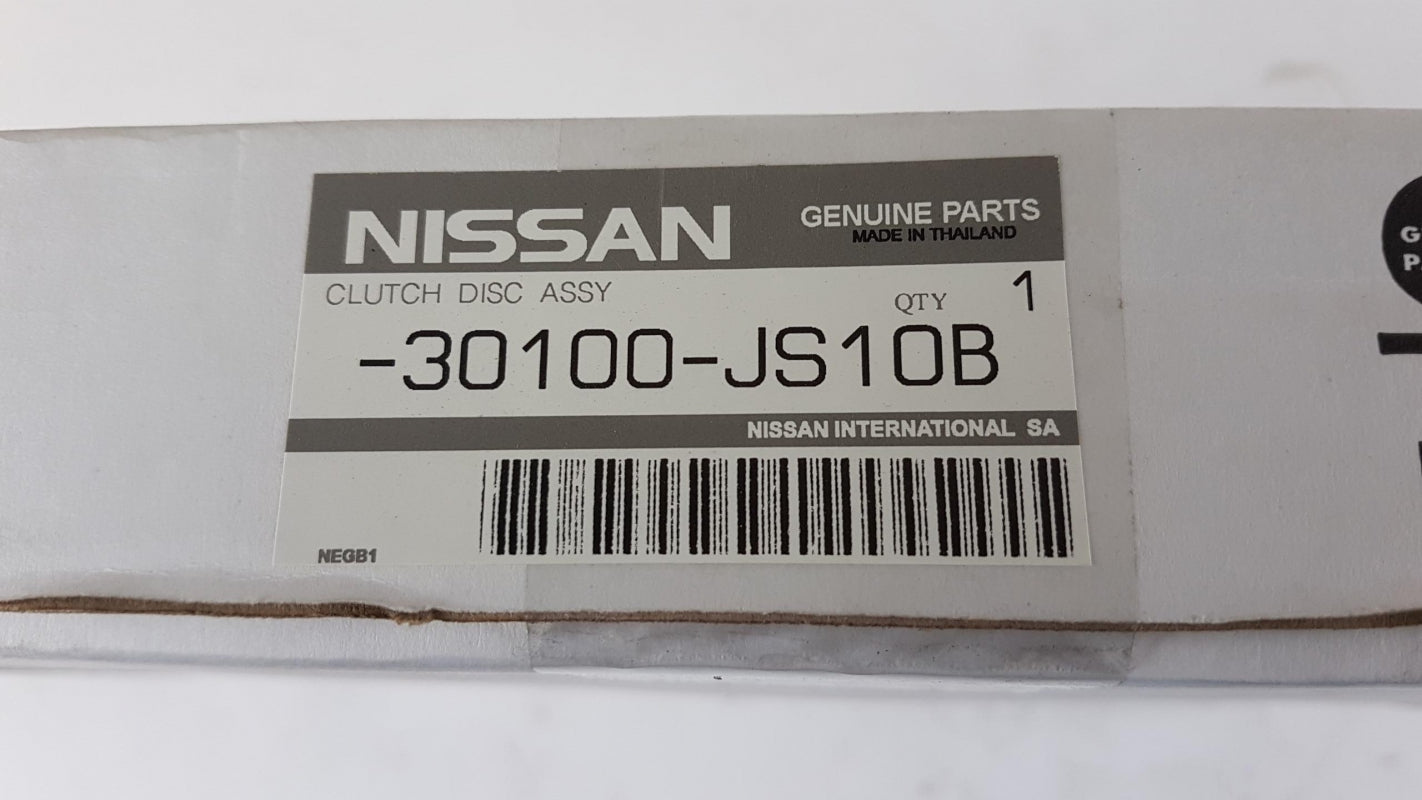 NISSAN
GENUINE PARTS
MADE IN THAILAND
CLUTCH DISC ASSY
QTY 1
-30100-JS10B
NISSAN INTERNATIONAL SA
NEGB1